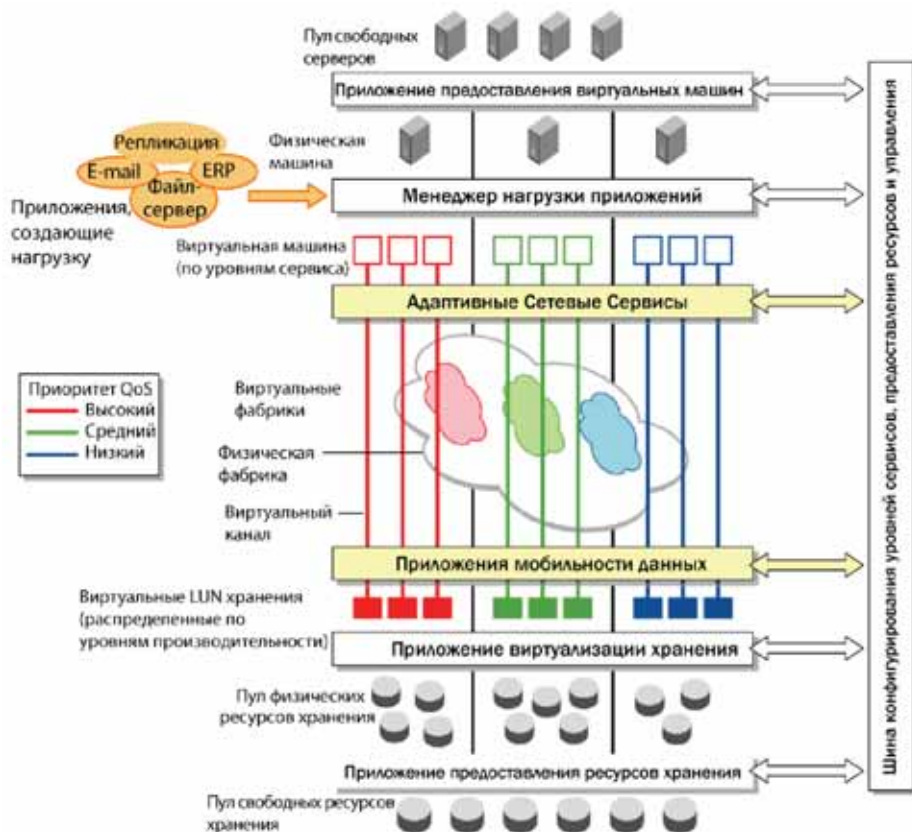 Пул свободных
серверов
Приложение предоставления виртуальных машин
Репликация
E-mail
ERP
Файл-
сервер
Приложения,
создающие
нагрузку
Физическая
машина
Менеджер нагрузки приложений
Виртуальная машина
(по уровням сервиса)
Адаптивные Сетевые Сервисы
Приоритет QoS
Высокий
Средний
Низкий
Виртуальные
фабрики
Физическая
фабрика
Виртуальный
канал
Приложения мобильности данных
Виртуальные LUN хранения
(распределенные по
уровням производительности)
Приложение виртуализации хранения
Пул физических
ресурсов хранения
Приложение предоставления ресурсов хранения
Пул свободных ресурсов
хранения
Шина конфигурирования уровней сервисов, предоставления ресурсов и управления